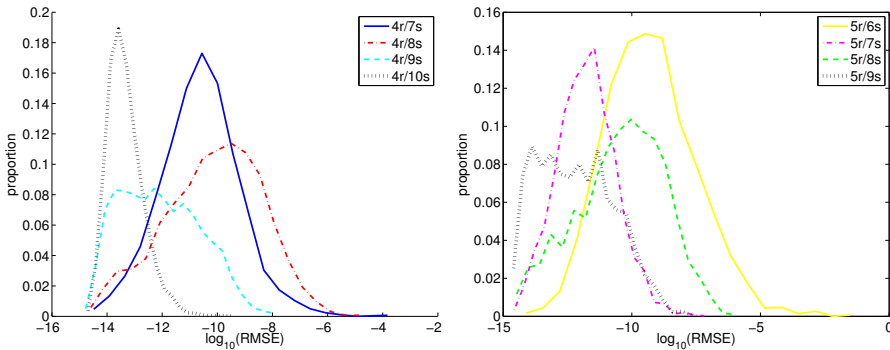 0.2
0.18
0.16
0.14
0.12
0.1
0.08
0.06
0.04
0.02
0
proportion
−16
−14
−12
−10
−8
−6
−4
−2
log10(RMSE)
4r/7s
4r/8s
4r/9s
4r/10s
0.16
0.14
0.12
0.1
0.08
0.06
0.04
0.02
0
proportion
−15
−10
−5
0
log10(RMSE)
5r/6s
5r/7s
5r/8s
5r/9s